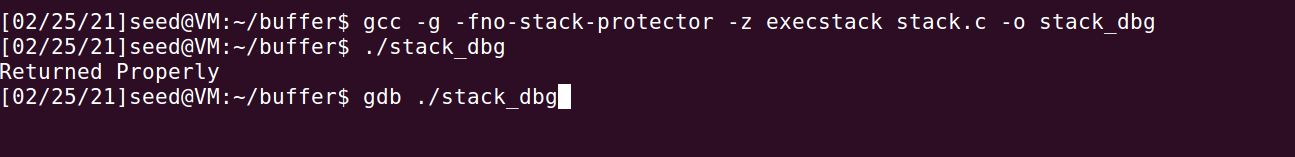 [02/25/21]seed@VM:~/buffer$ gcc -g -fno-stack-protector -z execstack stack.c -o stack_dbg
[02/25/21]seed@VM:~/buffer$ ./stack_dbg
Returned Properly
[02/25/21]seed@VM:~/buffer$ gdb ./stack_dbg